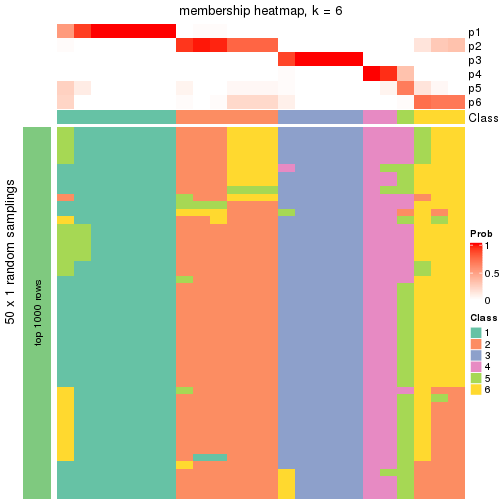 membership heatmap, k = 6
p1
p2
p3
p4
p5
p6
Class
50 x 1 random samplings
top 1000 rows
Prob
1
0.5
0
Class
1
2
3
4
5
6